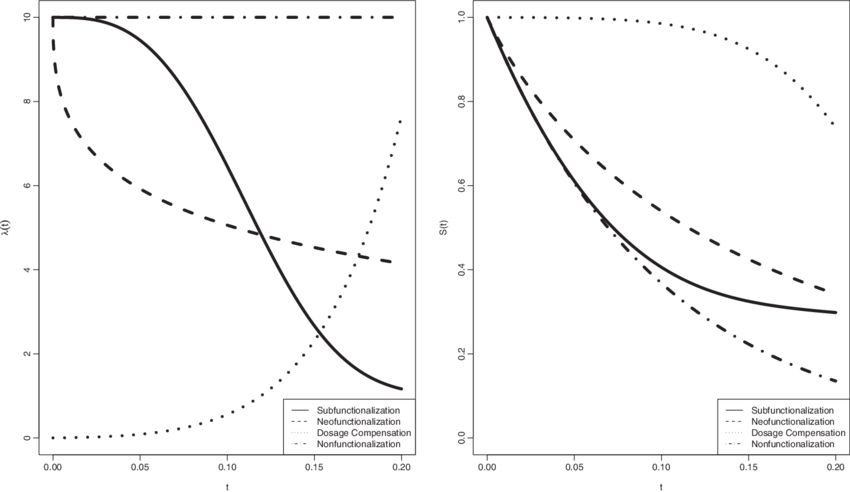 10
8
6
4
2
0
λ(t)
0.00 0.05 0.10 0.15 0.20
t
Subfunctionalization
Neofunctionalization
Dosage Compensation
Nonfunctionalization
1.0
0.8
0.6
0.4
0.2
0.0
S(t)
0.00 0.05 0.10 0.15 0.20
t
Subfunctionalization
Neofunctionalization
Dosage Compensation
Nonfunctionalization